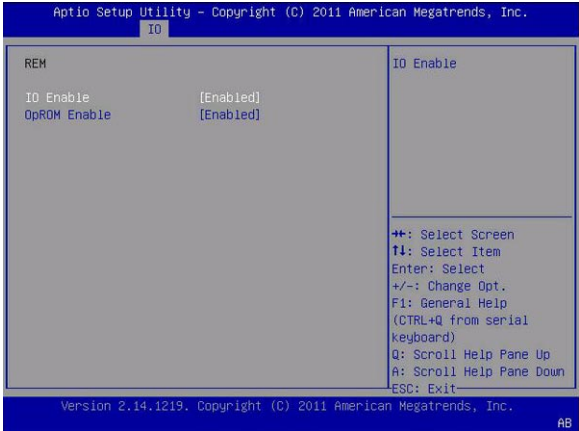 Aptio Setup Utility – Copyright (C) 2011 American Megatrends, Inc.
IO
REM
IO Enable [Enabled]
OpROM Enable [Enabled]
IO Enable
→←: Select Screen
↑↓: Select Item
Enter: Select
+/-: Change Opt.
F1: General Help
(CTRL+Q from serial
keyboard)
Q: Scroll Help Pane Up
A: Scroll Help Pane Down
ESC: Exit
Version 2.14.1219. Copyright (C) 2011 American Megatrends, Inc.
AB